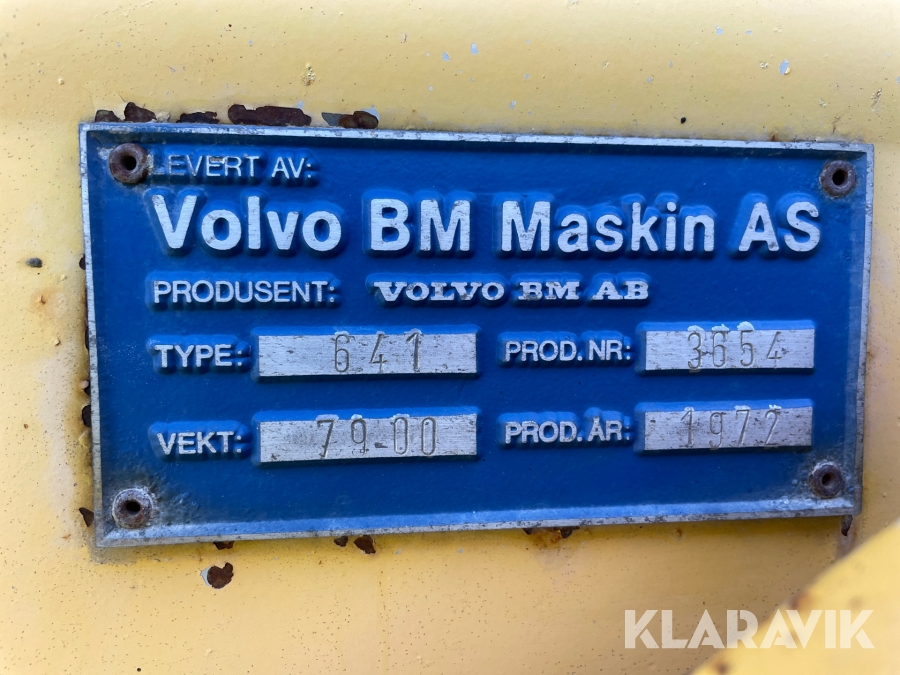 LEVERT AV:
Volvo BM Maskin AS
PRODUSENT: VOLVO BM AB
TYPE: 641 PROD.NR: 3654
VEKT: 7900 PROD.ÅR: 1972
KLARAVIK